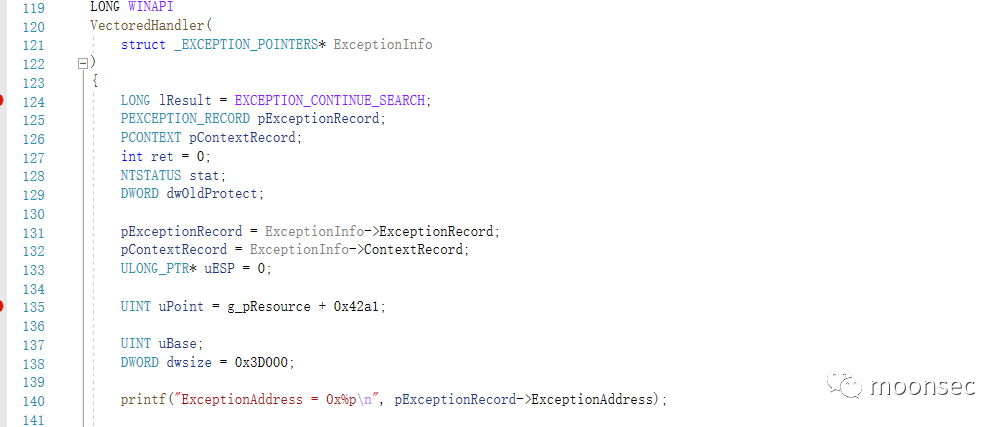 119 LONG WINAPI
120 VectoredHandler(
121 struct _EXCEPTION_POINTERS* ExceptionInfo
122 )
123 {
124 LONG lResult = EXCEPTION_CONTINUE_SEARCH;
125 PEXCEPTION_RECORD pExceptionRecord;
126 PCONTEXT pContextRecord;
127 int ret = 0;
128 NTSTATUS stat;
129 DWORD dwOldProtect;
130
131 pExceptionRecord = ExceptionInfo->ExceptionRecord;
132 pContextRecord = ExceptionInfo->ContextRecord;
133 ULONG_PTR* uESP = 0;
134
135 UINT uPoint = g_pResource + 0x42a1;
136
137 UINT uBase;
138 DWORD dwsize = 0x3D000;
139
140 printf("ExceptionAddress = 0x%p\n", pExceptionRecord->ExceptionAddress);
141
moonsec